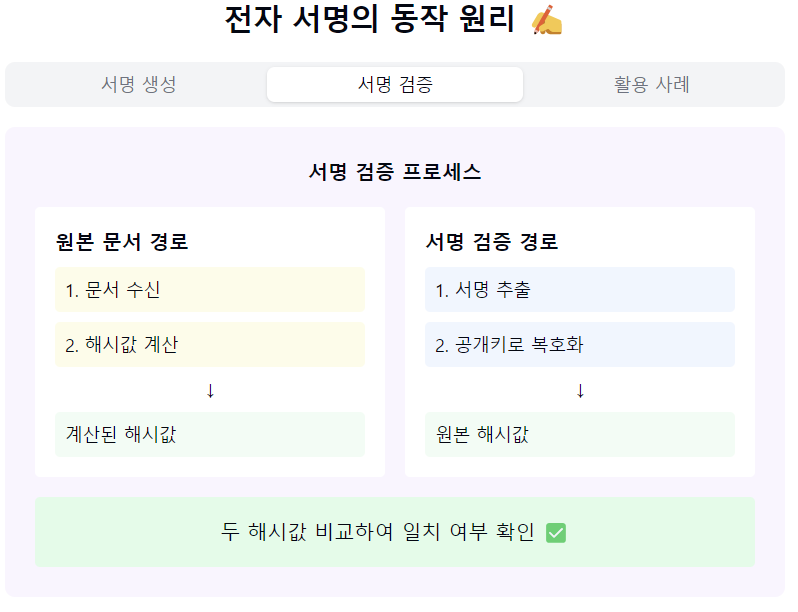 전자 서명의 동작 원리 ✍️
서명 생성
서명 검증
활용 사례
서명 검증 프로세스
원본 문서 경로
1. 문서 수신
2. 해시값 계산
↓
계산된 해시값
서명 검증 경로
1. 서명 추출
2. 공개키로 복호화
↓
원본 해시값
두 해시값 비교하여 일치 여부 확인 ✅